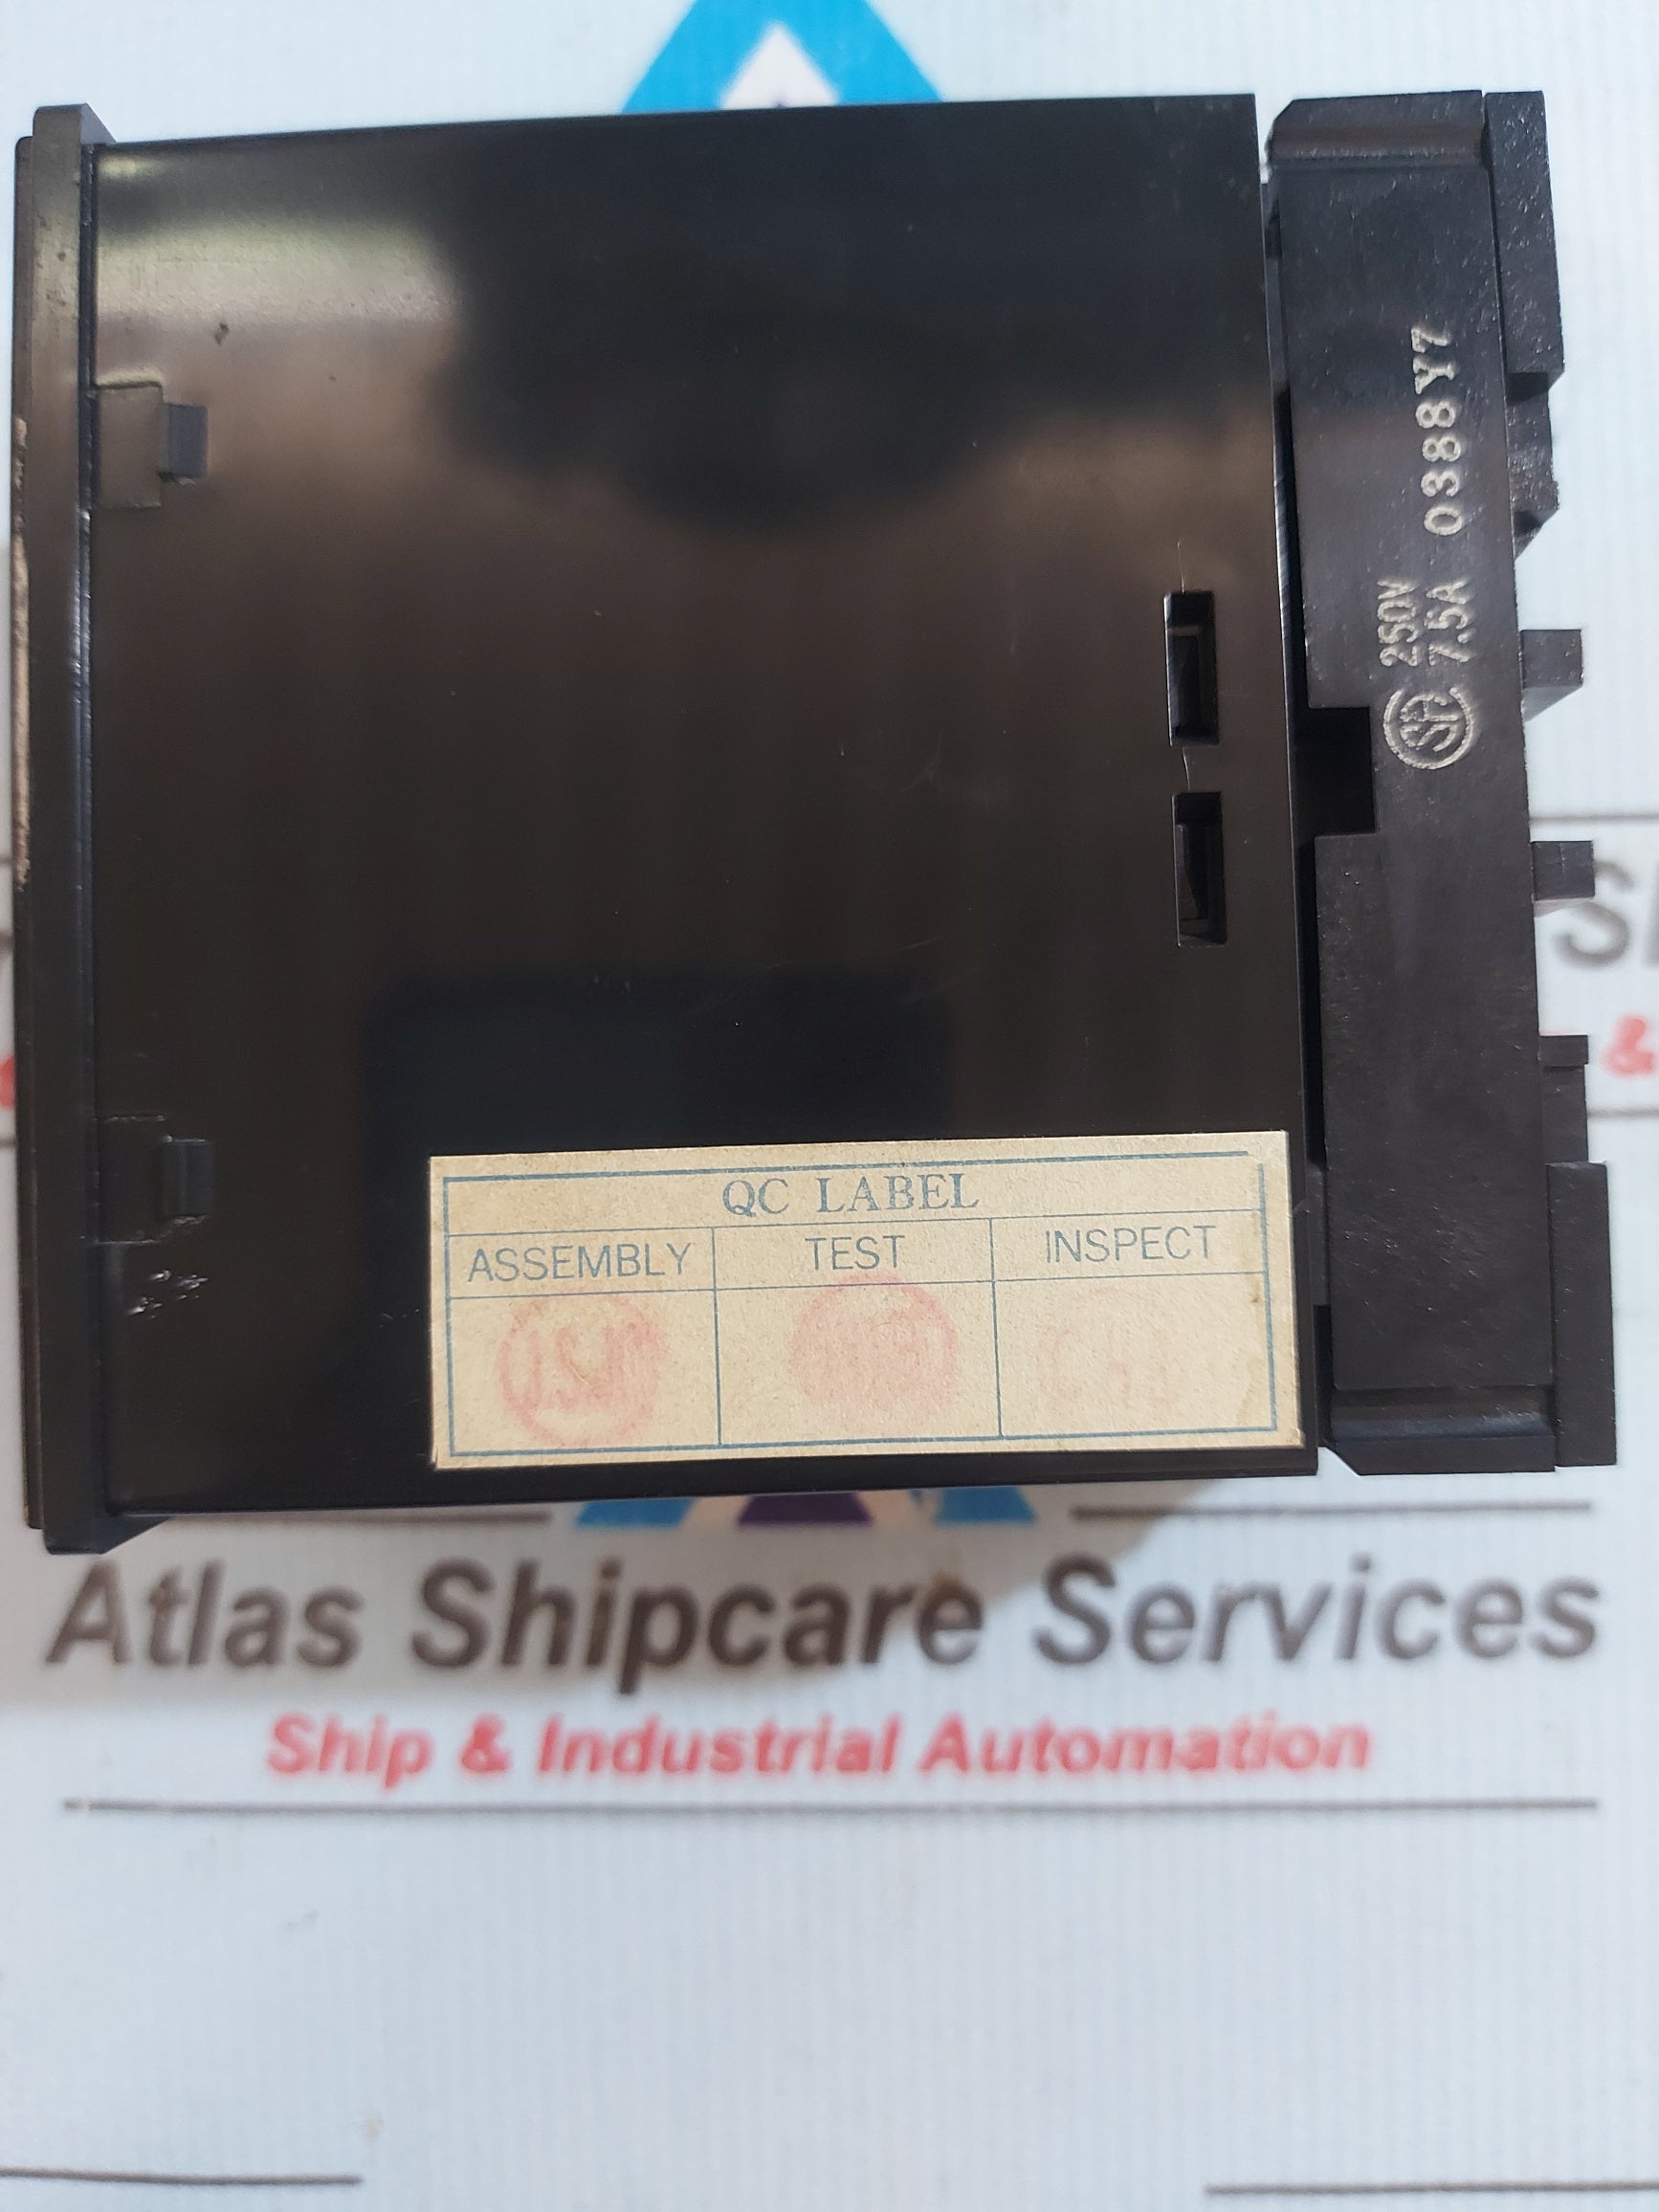 250V
7.5A 0388Y7
QC LABEL
ASSEMBLY TEST INSPECT
Atlas Shipcare Services
Ship & Industrial Automation
&